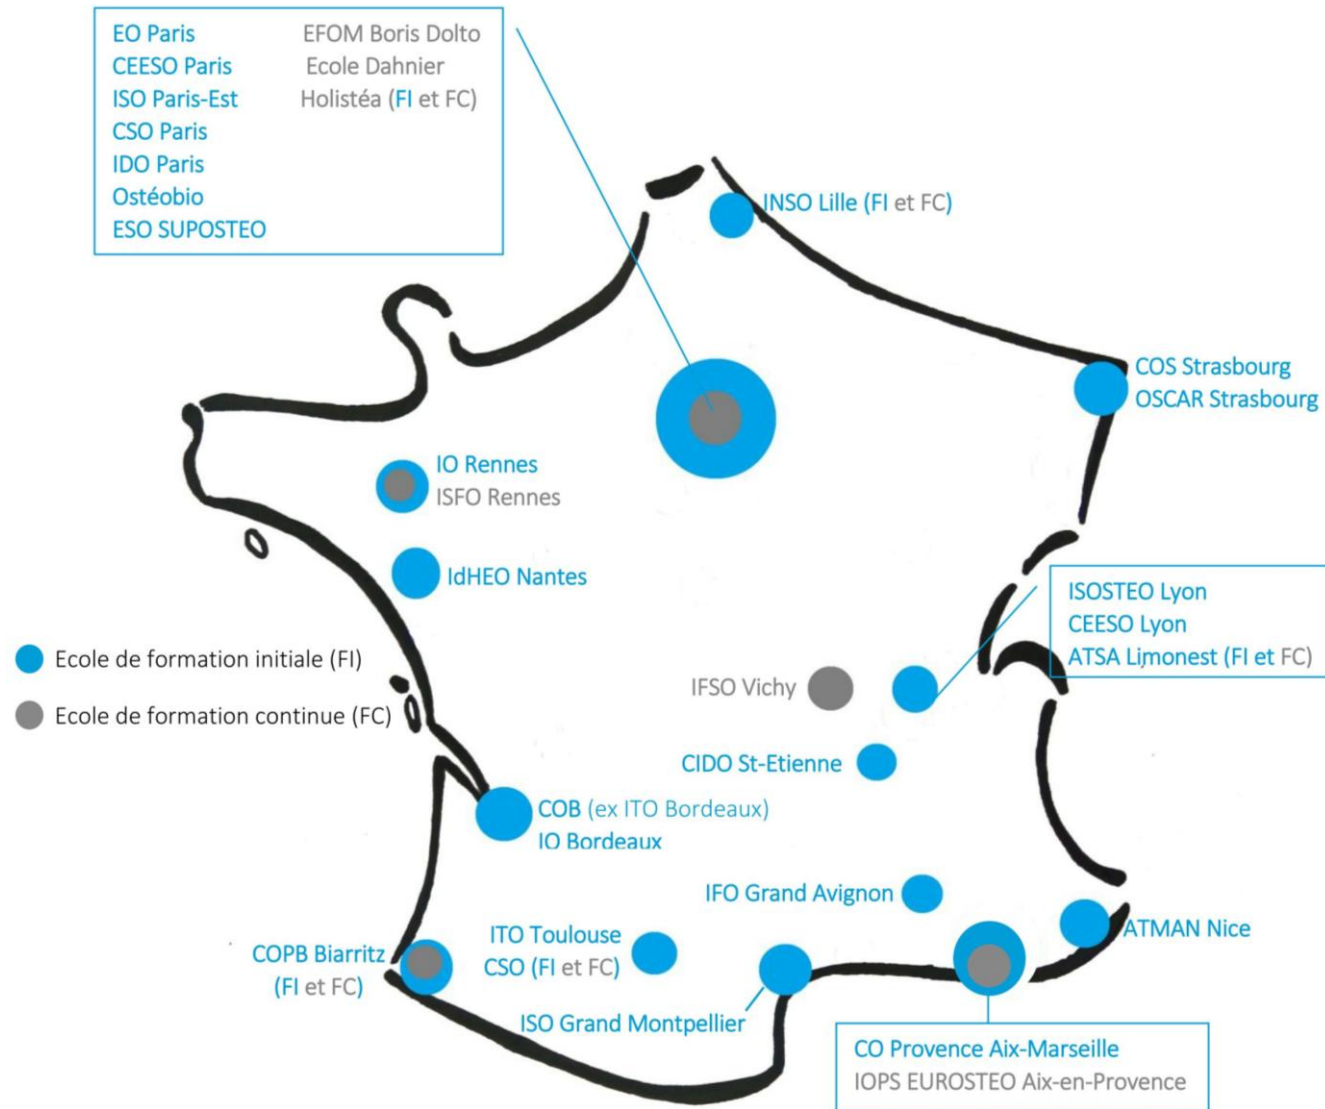 EO Paris
CEESO Paris
ISO Paris-Est
CSO Paris
IDO Paris
Ostéobio
ESO SUPOSTEO
EFOM Boris Dolto
Ecole Dahnier
Holistéa (FI et FC)
INSO Lille (FI et FC)
COS Strasbourg
OSCAR Strasbourg
IO Rennes
ISFO Rennes
IdHEO Nantes
ISOSTEO Lyon
CEESO Lyon
ATSA Limonest (FI et FC)
Ecole de formation initiale (FI)
Ecole de formation continue (FC)
IFSO Vichy
CIDO St-Etienne
COB (ex ITO Bordeaux)
IO Bordeaux
IFO Grand Avignon
ATMAN Nice
COPB Biarritz
(FI et FC)
ITO Toulouse
CSO (FI et FC)
ISO Grand Montpellier
CO Provence Aix-Marseille
IOPS EUROSTEO Aix-en-Provence